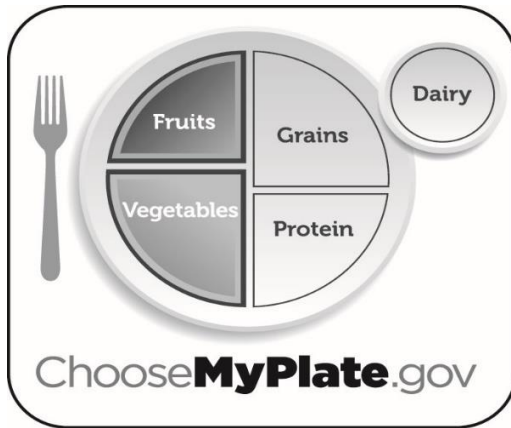 Fruits
Grains
Dairy
Vegetables
Protein
ChooseMyPlate.gov